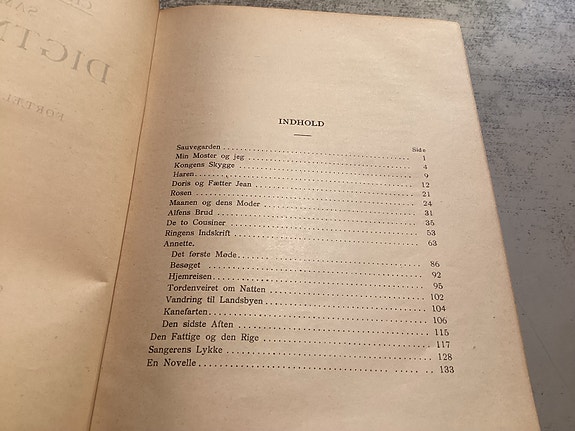 DIGT
FORT
INDHOLD
Side
Sauvegarden
Min Moster og jeg 1
Kongens Skygge 4
Haren 9
Doris og Fætter Jean 12
Rosen 21
Maanen og dens Moder 24
Alfens Brud 31
De to Cousiner 35
Ringens Indskrift 53
Annette. 63
Det første Møde 86
Besøget 92
Hjemreisen 95
Tordenveiret om Natten 102
Vandring til Landsbyen 104
Kanefarten 106
Den sidste Aften 115
Den Fattige og den Rige 117
Sangerens Lykke 128
En Novelle 133